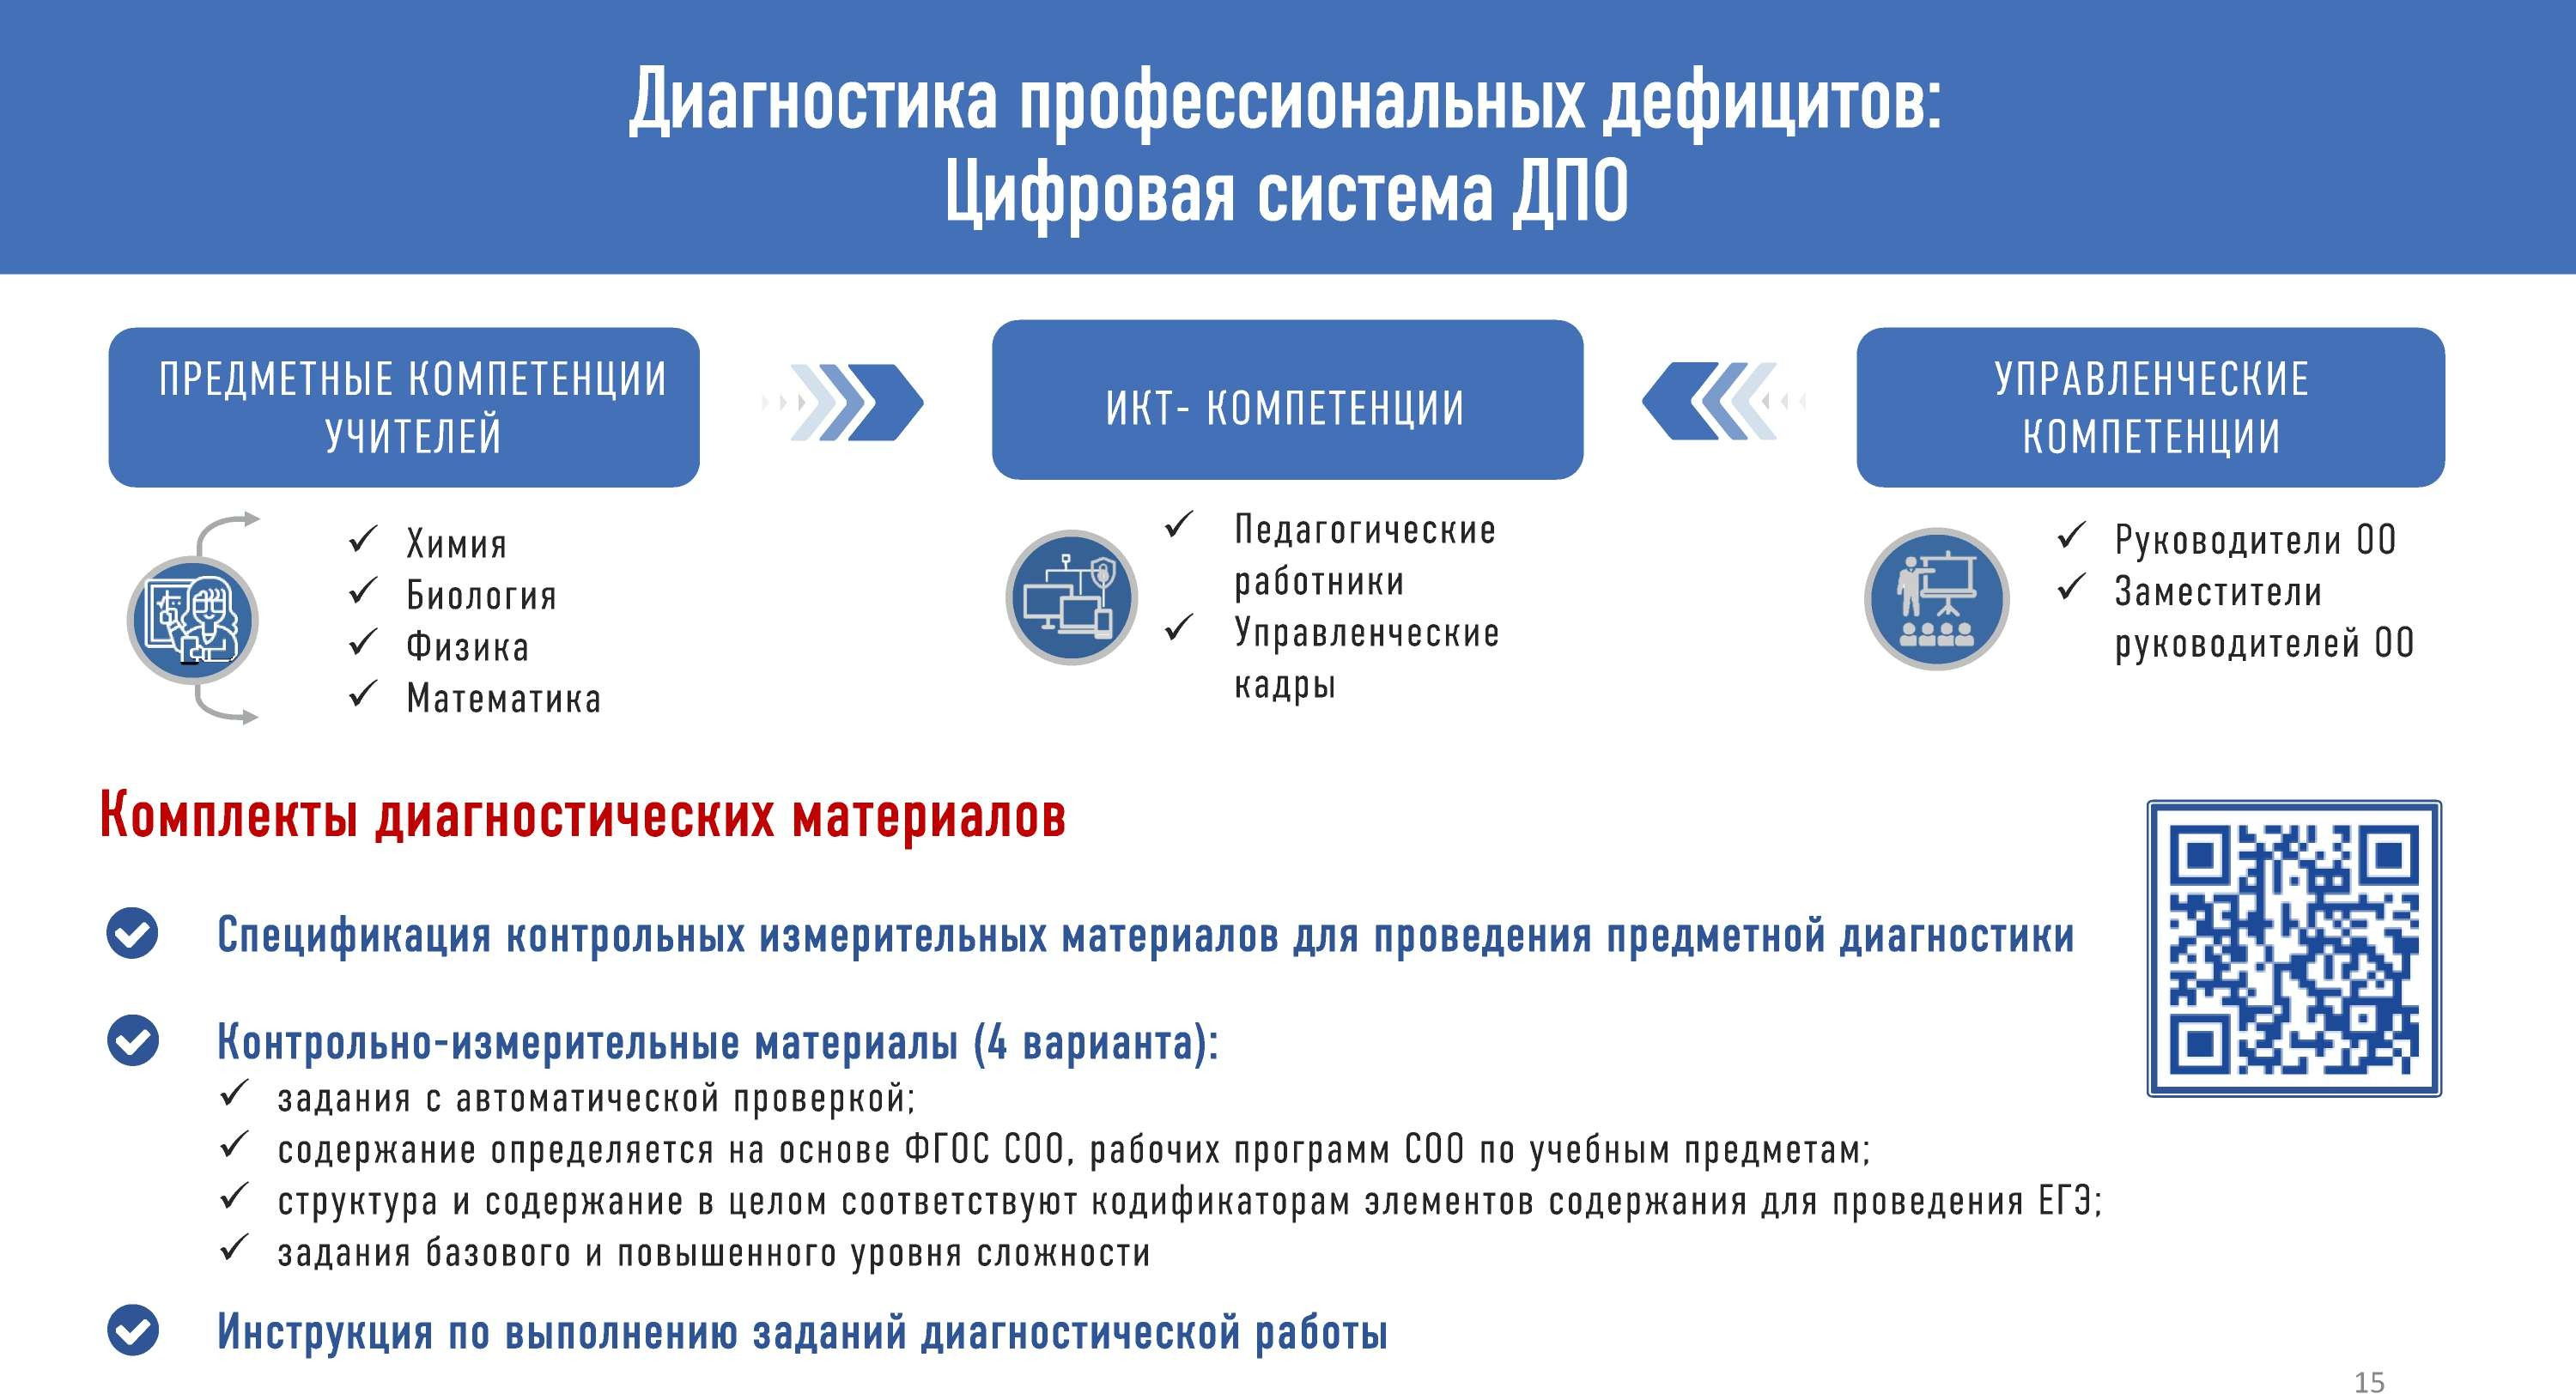 Диагностика профессиональных дефицитов:
Цифровая система ДПО
ПРЕДМЕТНЫЕ КОМПЕТЕНЦИИ
УЧИТЕЛЕЙ
Химия
Биология
Физика
Математика
ИКТ- КОМПЕТЕНЦИИ
Педагогические
работники
Управленческие
кадры
УПРАВЛЕНЧЕСКИЕ
КОМПЕТЕНЦИИ
Руководители ОО
Заместители
руководителей ОО
Комплекты диагностических материалов
Спецификация контрольных измерительных материалов для проведения предметной диагностики
Контрольно-измерительные материалы (4 варианта):
задания с автоматической проверкой;
содержание определяется на основе ФГОС СОО, рабочих программ СОО по учебным предметам;
структура и содержание в целом соответствуют кодификаторам элементов содержания для проведения ЕГЭ;
задания базового и повышенного уровня сложности
Инструкция по выполнению заданий диагностической работы
15